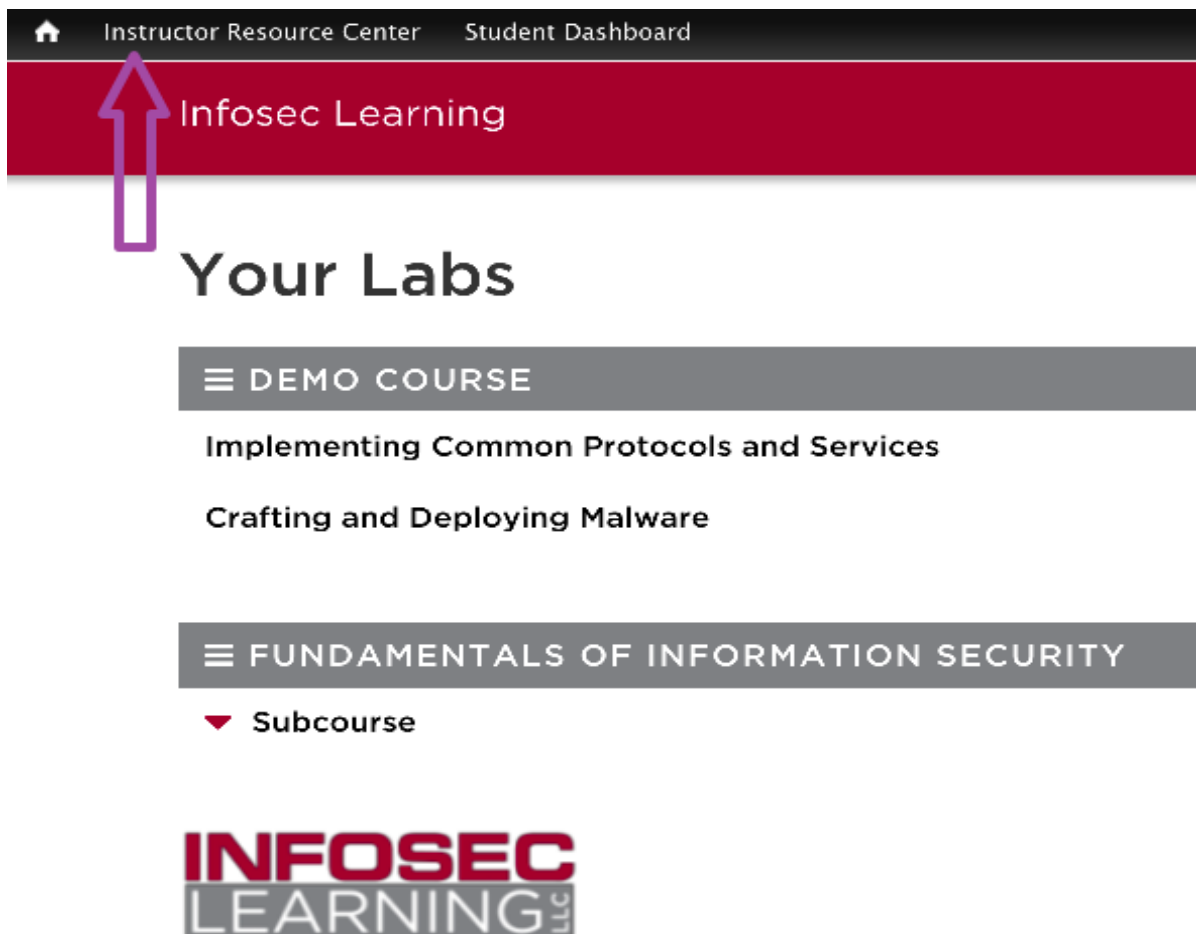 Instructor Resource Center Student Dashboard
Infosec Learning
Your Labs
DEMO COURSE
Implementing Common Protocols and Services
Crafting and Deploying Malware
FUNDAMENTALS OF INFORMATION SECURITY
Subcourse
INFOSEC
LEARNING LLC